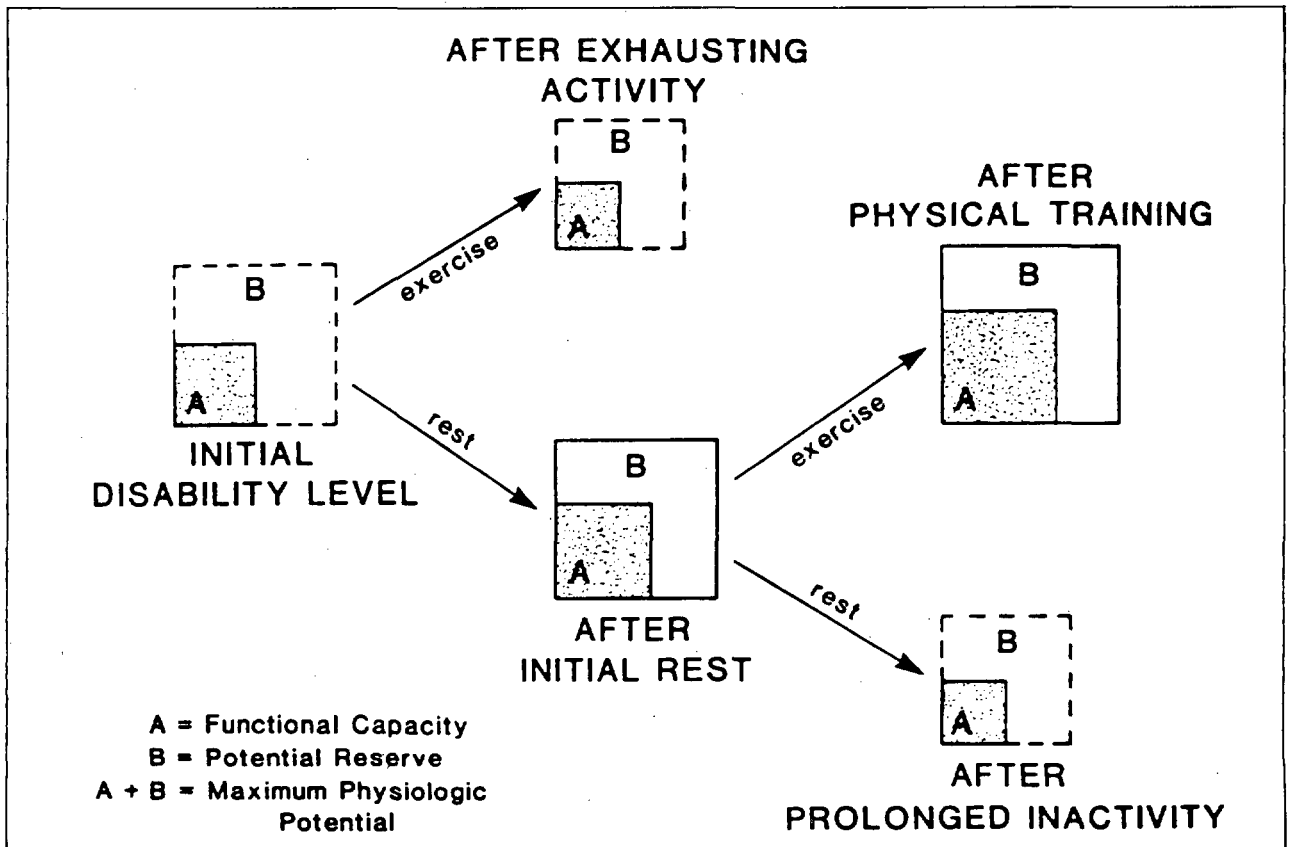 AFTER EXHAUSTING
ACTIVITY
B
A
exercise
B
A
INITIAL
DISABILITY LEVEL
rest
B
A
AFTER
INITIAL REST
AFTER
PHYSICAL TRAINING
B
A
exercise
rest
B
A
AFTER
PROLONGED INACTIVITY
A = Functional Capacity
B = Potential Reserve
A + B = Maximum Physiologic
Potential